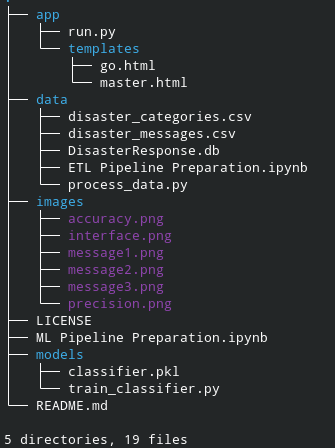 app
run.py
templates
go.html
master.html
data
disaster_categories.csv
disaster_messages.csv
DisasterResponse.db
ETL Pipeline Preparation.ipynb
process_data.py
images
accuracy.png
interface.png
message1.png
message2.png
message3.png
precision.png
LICENSE
ML Pipeline Preparation.ipynb
models
classifier.pkl
train_classifier.py
README.md
5 directories, 19 files